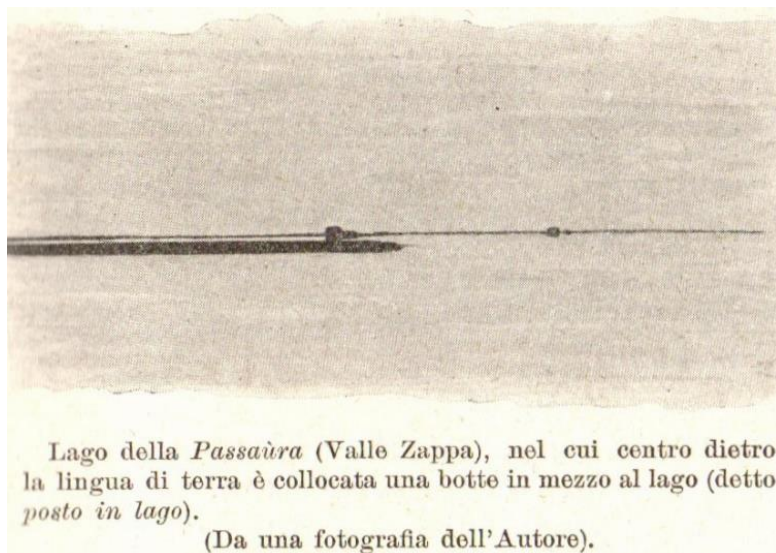 Lago della Passaùra (Valle Zappa), nel cui centro dietro
la lingua di terra è collocata una botte in mezzo al lago (detto
posto in lago).
(Da una fotografia dell'Autore).